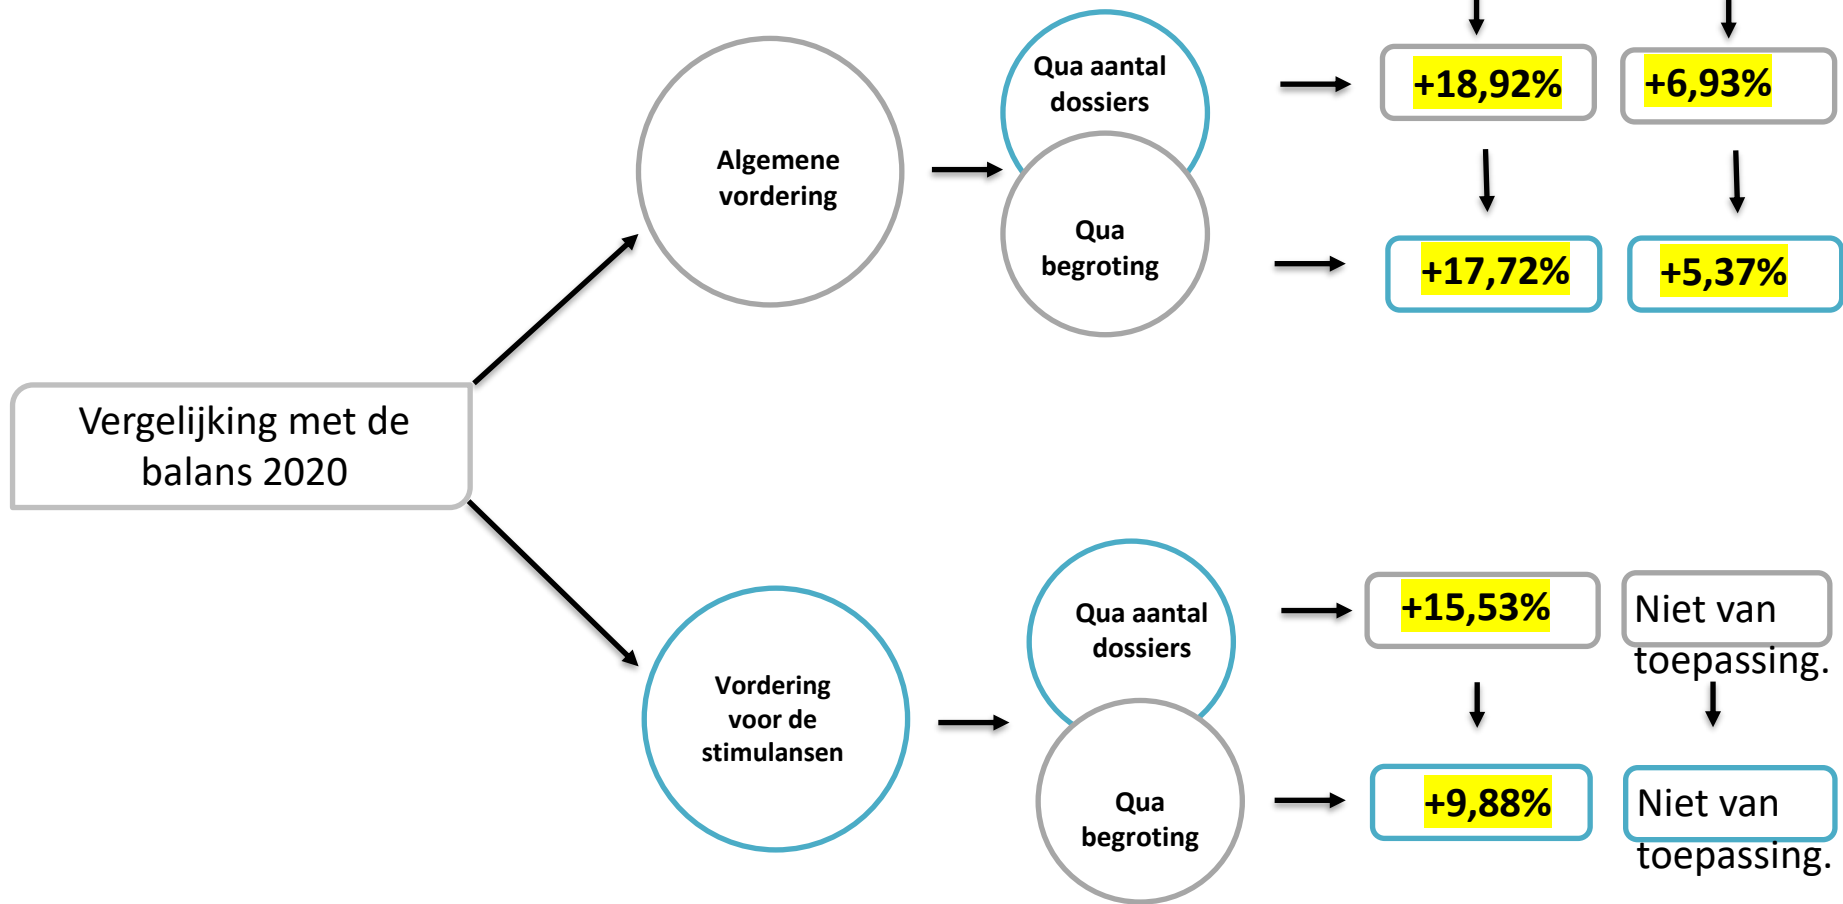 Qua aantal
dossiers
+18,92%
+6,93%
Algemene
vordering
Qua
begroting
+17,72%
+5,37%
Vergelijking met de
balans 2020
Qua aantal
dossiers
+15,53%
Niet van
toepassing.
Vordering
voor de
stimulansen
Qua
begroting
+9,88%
Niet van
toepassing.